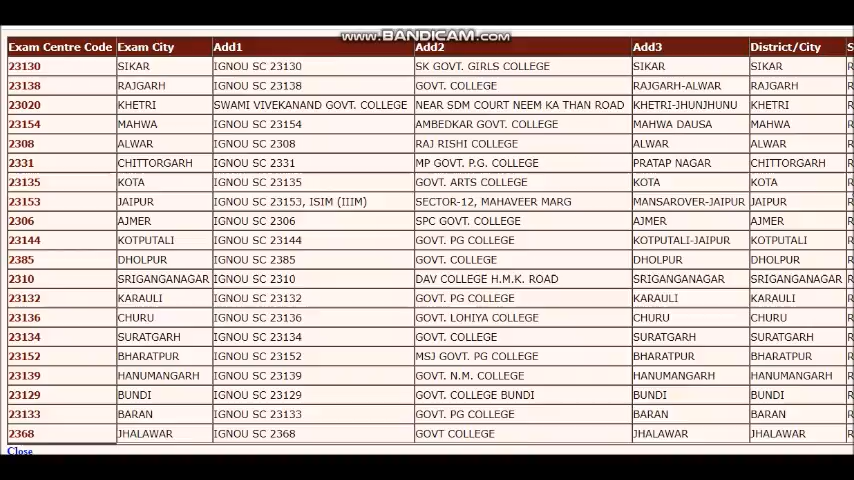 www.BANDICAM.com
Exam Centre Code Exam City Add1 Add2 Add3 District/City S
23130 SIKAR IGNOU SC 23130 SK GOVT. GIRLS COLLEGE SIKAR SIKAR R
23138 RAJGARH IGNOU SC 23138 GOVT. COLLEGE RAJGARH-ALWAR RAJGARH R
23020 KHETRI SWAMI VIVEKANAND GOVT. COLLEGE NEAR SDM COURT NEEM KA THAN ROAD KHETRI-JHUNJHUNU KHETRI R
23154 MAHWA IGNOU SC 23154 AMBEDKAR GOVT. COLLEGE MAHWA DAUSA MAHWA R
2308 ALWAR IGNOU SC 2308 RAJ RISHI COLLEGE ALWAR ALWAR R
2331 CHITTORGARH IGNOU SC 2331 MP GOVT. P.G. COLLEGE PRATAP NAGAR CHITTORGARH R
23135 KOTA IGNOU SC 23135 GOVT. ARTS COLLEGE KOTA KOTA R
23153 JAIPUR IGNOU SC 23153, ISIM (IIIM) SECTOR-12, MAHAVEER MARG MANSAROVER-JAIPUR JAIPUR R
2306 AJMER IGNOU SC 2306 SPC GOVT. COLLEGE AJMER AJMER R
23144 KOTPUTALI IGNOU SC 23144 GOVT. PG COLLEGE KOTPUTALI-JAIPUR KOTPUTALI R
2385 DHOLPUR IGNOU SC 2385 GOVT. PG COLLEGE DHOLPUR DHOLPUR R
2310 SRIGANGANAGAR IGNOU SC 2310 DAV COLLEGE H.M.K. ROAD SRIGANGANAGAR SRIGANGANAGAR R
23132 KARAULI IGNOU SC 23132 GOVT. PG COLLEGE KARAULI KARAULI R
23136 CHURU IGNOU SC 23136 GOVT. LOHIYA COLLEGE CHURU CHURU R
23134 SURATGARH IGNOU SC 23134 GOVT. COLLEGE SURATGARH SURATGARH R
23152 BHARATPUR IGNOU SC 23152 MSJ GOVT. PG COLLEGE BHARATPUR BHARATPUR R
23139 HANUMANGARH IGNOU SC 23139 GOVT. N.M. COLLEGE HANUMANGARH HANUMANGARH R
23129 BUNDI IGNOU SC 23129 GOVT. COLLEGE BUNDI BUNDI BUNDI R
23133 BARAN IGNOU SC 23133 GOVT. PG COLLEGE BARAN BARAN R
2368 JHALAWAR IGNOU SC 2368 GOVT COLLEGE JHALAWAR JHALAWAR R
Close